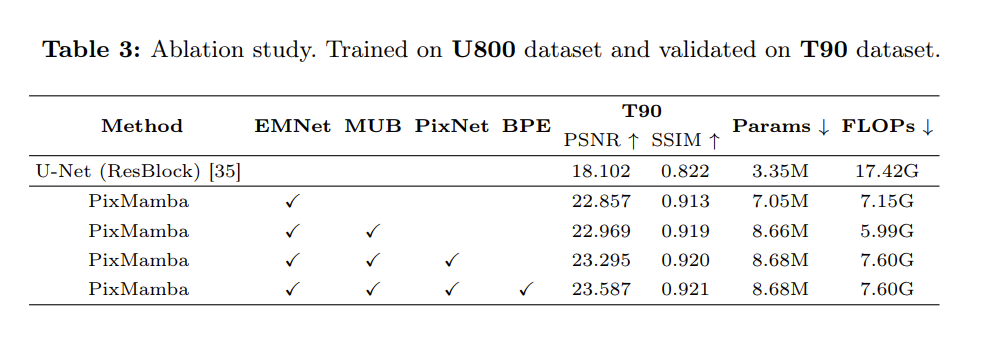 Table 3: Ablation study. Trained on U800 dataset and validated on T90 dataset.
Method EMNet MUB PixNet BPE T90 Params ↓ FLOPs ↓
PSNR ↑ SSIM ↑
U-Net (ResBlock) [35] 18.102 0.822 3.35M 17.42G
PixMamba ✓ 22.857 0.913 7.05M 7.15G
PixMamba ✓ ✓ 22.969 0.919 8.66M 5.99G
PixMamba ✓ ✓ ✓ 23.295 0.920 8.68M 7.60G
PixMamba ✓ ✓ ✓ ✓ 23.587 0.921 8.68M 7.60G